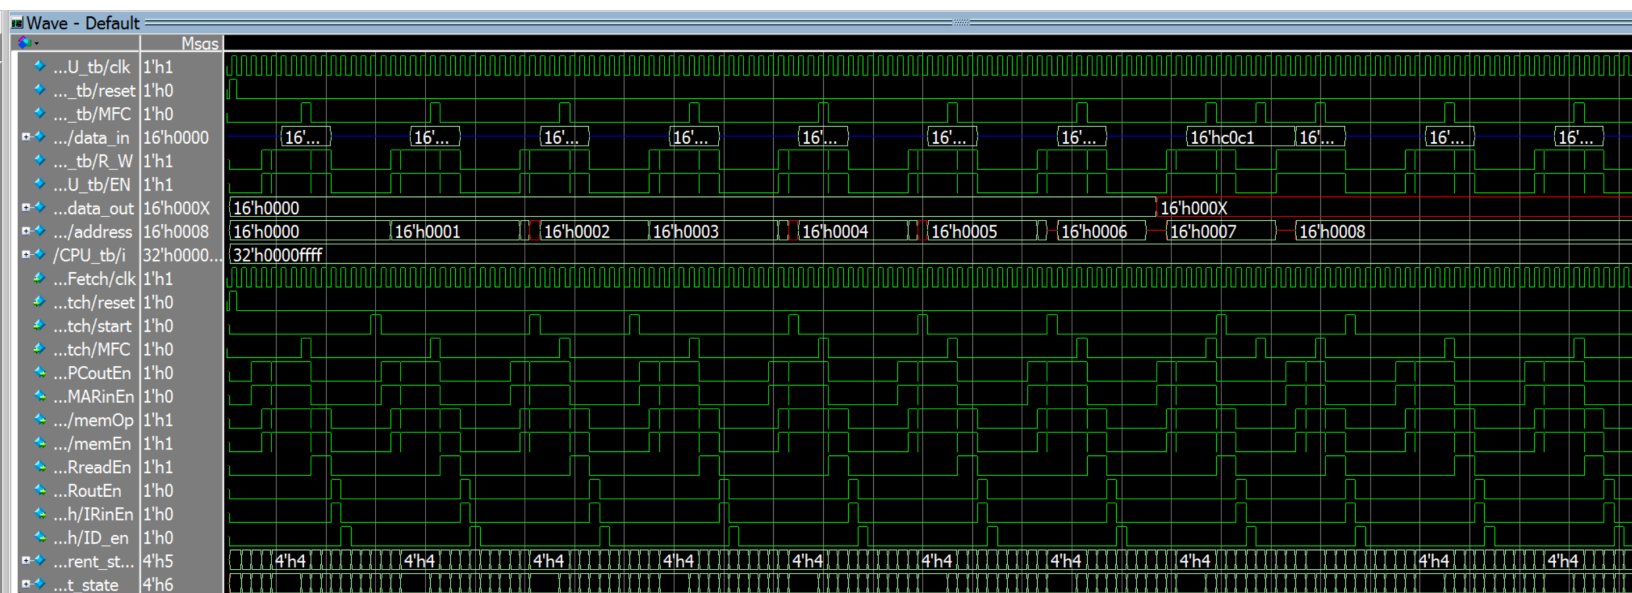 Wave - Default
Msgs
...U_tb/clk 1'h1
..._tb/reset 1'h0
..._tb/MFC 1'h0
.../data_in 16'h0000 16'... 16'... 16'... 16'... 16'... 16'... 16'... 16'hc0c1 16'... 16'... 16'...
..._tb/R_W 1'h1
...U_tb/EN 1'h1
...data_out 16'h000X 16'h0000 16'h000X
.../address 16'h0008 16'h0000 16'h0001 16'h0002 16'h0003 16'h0004 16'h0005 16'h0006 16'h0007 16'h0008
/CPU_tb/i 32'h0000... 32'h0000ffff
...Fetch/clk 1'h1
...tch/reset 1'h0
...tch/start 1'h0
...tch/MFC 1'h0
...PCoutEn 1'h0
...MARinEn 1'h0
.../memOp 1'h1
.../memEn 1'h1
...RreadEn 1'h1
...RoutEn 1'h0
...h/IRinEn 1'h0
...h/ID_en 1'h0
...rent_st... 4'h5 4'h4 4'h4 4'h4 4'h4 4'h4 4'h4 4'h4 4'h4 4'h4 4'h4
...t_state 4'h6